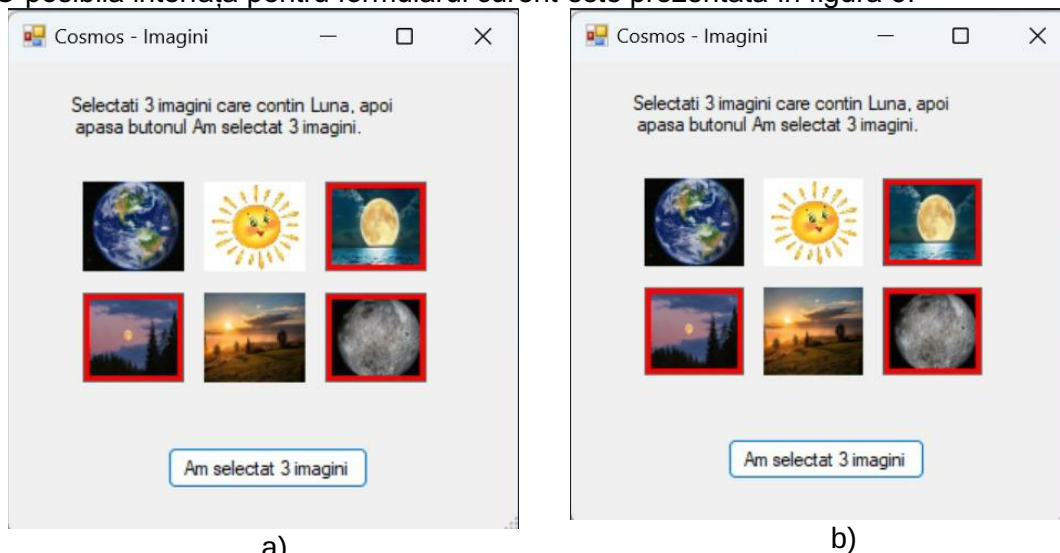 O posibilă interfață pentru formularul curent este prezentată în figura
Cosmos - Imagini
Selectati 3 imagini care contin Luna, apoi
apasa butonul Am selectat 3 imagini.
Am selectat 3 imagini
a)
Cosmos - Imagini
Selectati 3 imagini care contin Luna, apoi
apasa butonul Am selectat 3 imagini.
Am selectat 3 imagini
b)